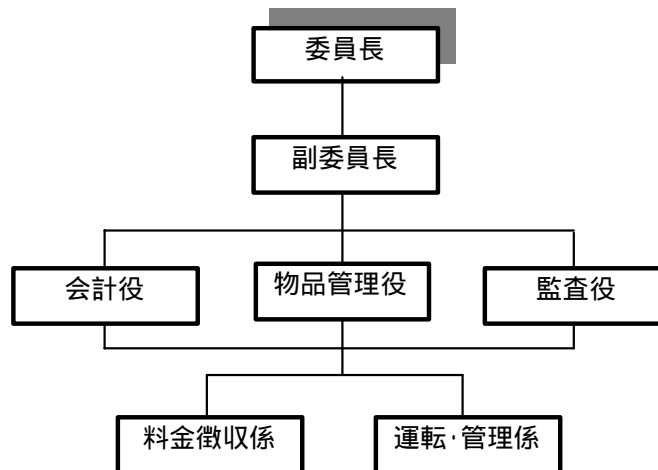 委員長
副委員長
会計役
物品管理役
監査役
料金徴収係
運転·管理係